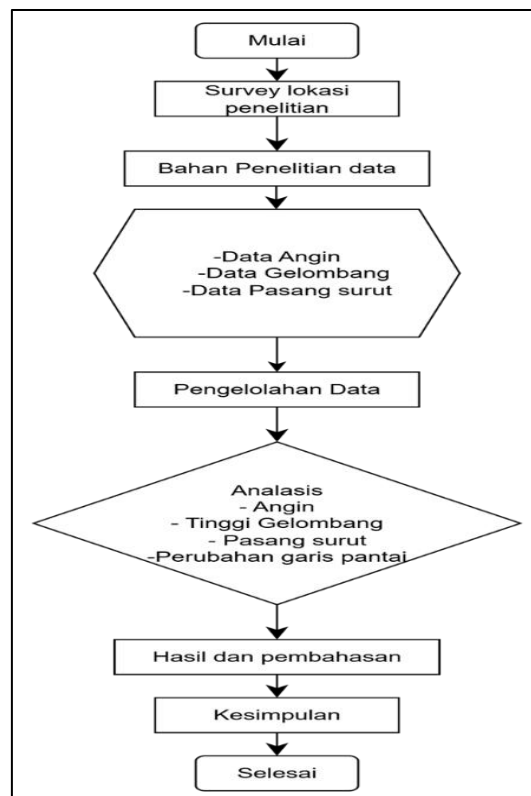 Mulai
Survey lokasi
penelitian
Bahan Penelitian data
-Data Angin
-Data Gelombang
-Data Pasang surut
Pengelolahan Data
Analasis
- Angin
- Tinggi Gelombang
- Pasang surut
-Perubahan garis pantai
Hasil dan pembahasan
Kesimpulan
Selesai